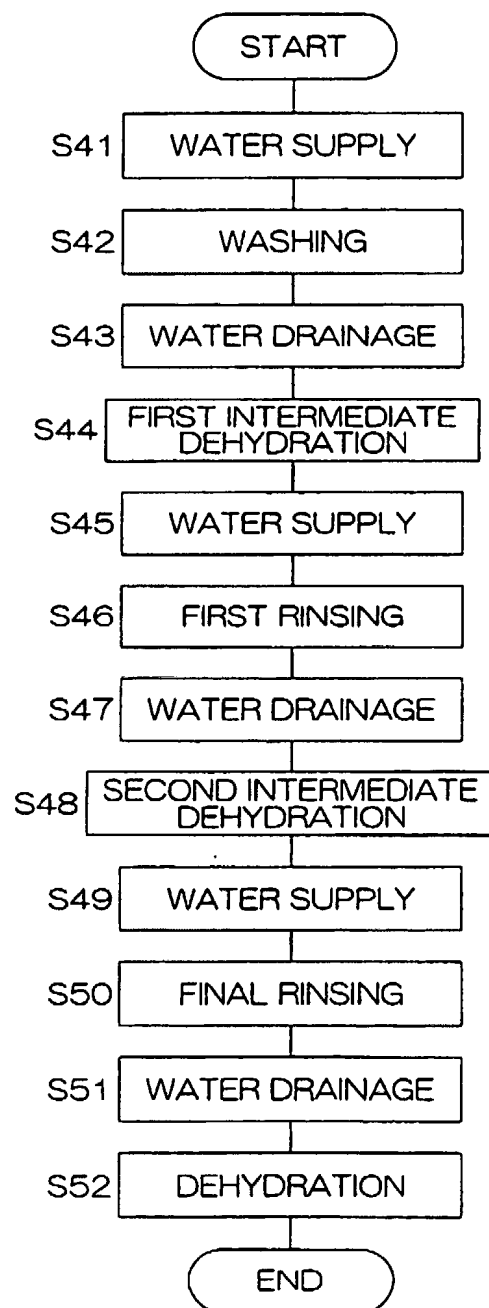 START
S41 WATER SUPPLY
S42 WASHING
S43 WATER DRAINAGE
S44 FIRST INTERMEDIATE
DEHYDRATION
S45 WATER SUPPLY
S46 FIRST RINSING
S47 WATER DRAINAGE
S48 SECOND INTERMEDIATE
DEHYDRATION
S49 WATER SUPPLY
S50 FINAL RINSING
S51 WATER DRAINAGE
S52 DEHYDRATION
END